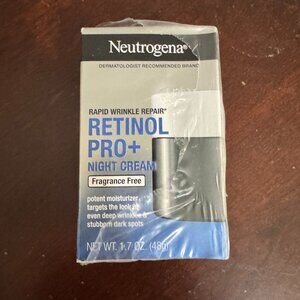 Neutrogena®
DERMATOLOGIST RECOMMENDED BRAND
RAPID WRINKLE REPAIR®
RETINOL
PRO+
NIGHT CREAM
Fragrance Free
potent moisturizer
targets the look of
even deep wrinkles &
stubborn dark spots
NET WT. 1.7 OZ. (48g)